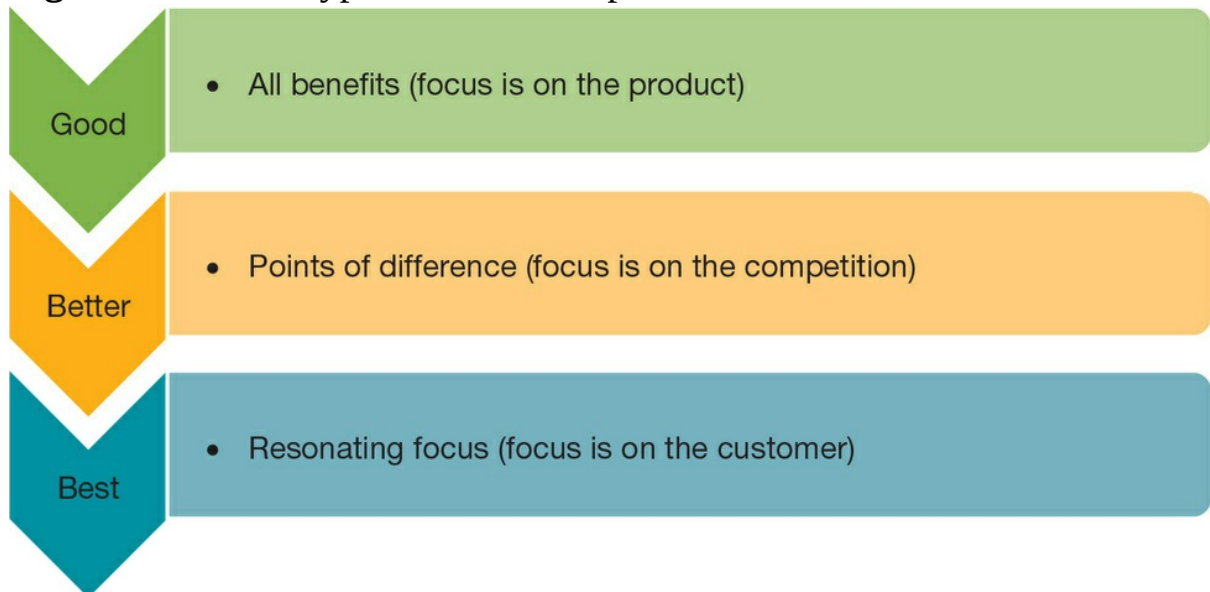 All benefits (focus is on the product)
Good
Points of difference (focus is on the competition)
Better
Resonating focus (focus is on the customer)
Best